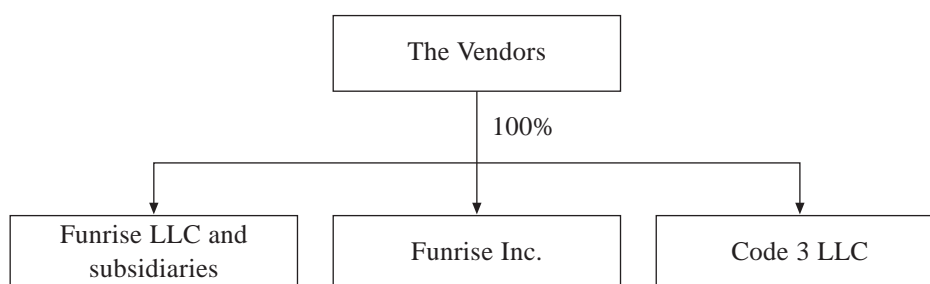 The Vendors
100%
Funrise LLC and
subsidiaries
Funrise Inc.
Code 3 LLC